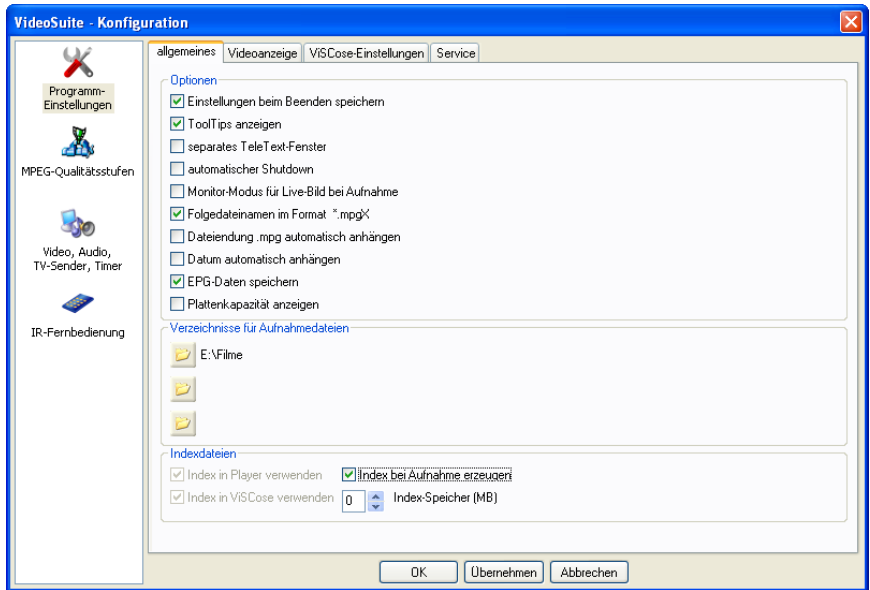 VideoSuite - Konfiguration
Programm-
Einstellungen
MPEG-Qualitätsstufen
Video, Audio,
TV-Sender, Timer
IR-Fernbedienung
allgemeines Videoanzeige ViSCose-Einstellungen Service
Optionen
Einstellungen beim Beenden speichern
ToolTips anzeigen
separates TeleText-Fenster
automatischer Shutdown
Monitor-Modus für Live-Bild bei Aufnahme
Folgedateinamen im Format *.mpgX
Dateiendung .mpg automatisch anhängen
Datum automatisch anhängen
EPG-Daten speichern
Plattenkapazität anzeigen
Verzeichnisse für Aufnahmedateien
E:\Filme
Indexdateien
Index in Player verwenden Index bei Aufnahme erzeugen
Index in ViSCose verwenden 0 Index-Speicher (MB)
OK Übernehmen Abbrechen